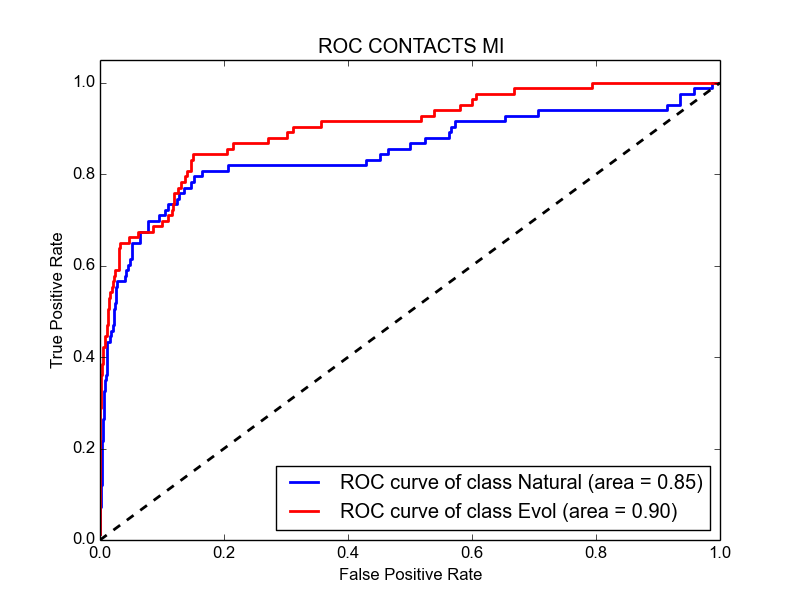 ROC CONTACTS MI
1.0
0.8
0.6
0.4
0.2
0.0
True Positive Rate
ROC curve of class Natural (area = 0.85)
ROC curve of class Evol (area = 0.90)
0.0 0.2 0.4 0.6 0.8 1.0
False Positive Rate